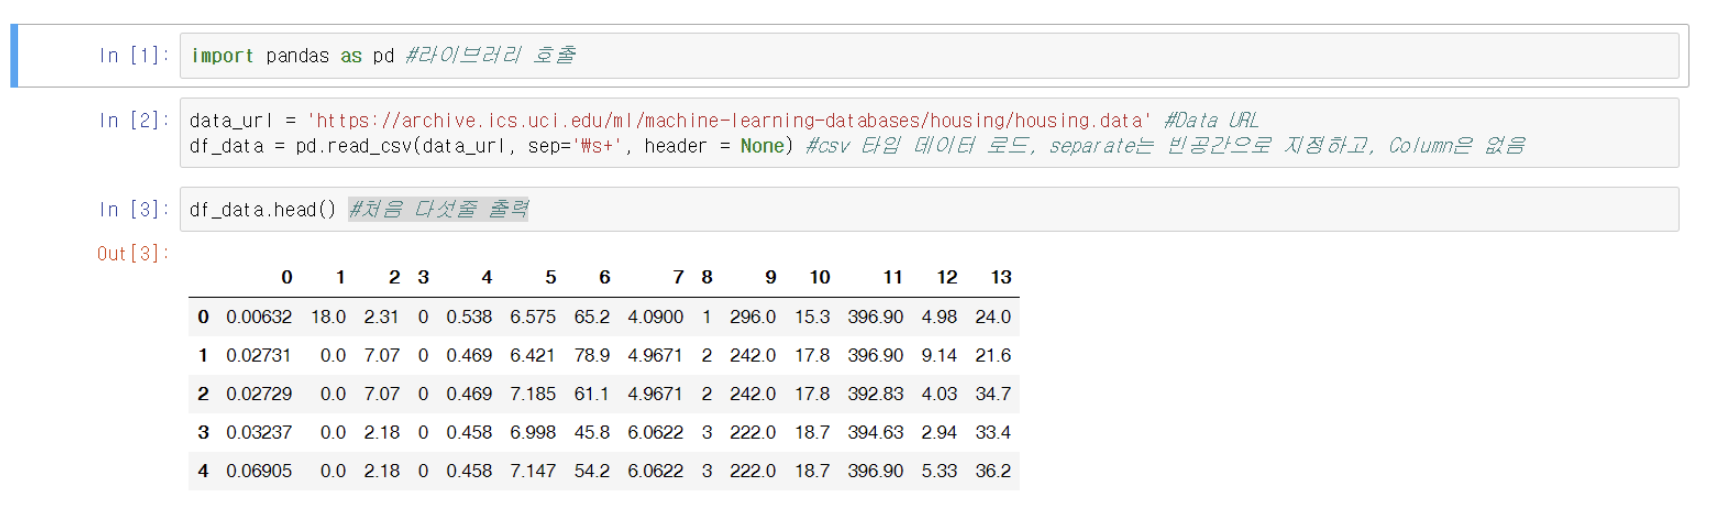 In [1]: import pandas as pd #라이브러리 호출
In [2]: data_url = 'https://archive.ics.uci.edu/ml/machine-learning-databases/housing/housing.data' #Data URL
df_data = pd.read_csv(data_url, sep='₩s+', header = None) #csv 타입 데이터 로드, separate는 빈공간으로 지정하고, Column은 없음
In [3]: df_data.head() #처음 다섯줄 출력
Out[3]:
0 1 2 3 4 5 6 7 8 9 10 11 12 13
0 0.00632 18.0 2.31 0 0.538 6.575 65.2 4.0900 1 296.0 15.3 396.90 4.98 24.0
1 0.02731 0.0 7.07 0 0.469 6.421 78.9 4.9671 2 242.0 17.8 396.90 9.14 21.6
2 0.02729 0.0 7.07 0 0.469 7.185 61.1 4.9671 2 242.0 17.8 392.83 4.03 34.7
3 0.03237 0.0 2.18 0 0.458 6.998 45.8 6.0622 3 222.0 18.7 394.63 2.94 33.4
4 0.06905 0.0 2.18 0 0.458 7.147 54.2 6.0622 3 222.0 18.7 396.90 5.33 36.2